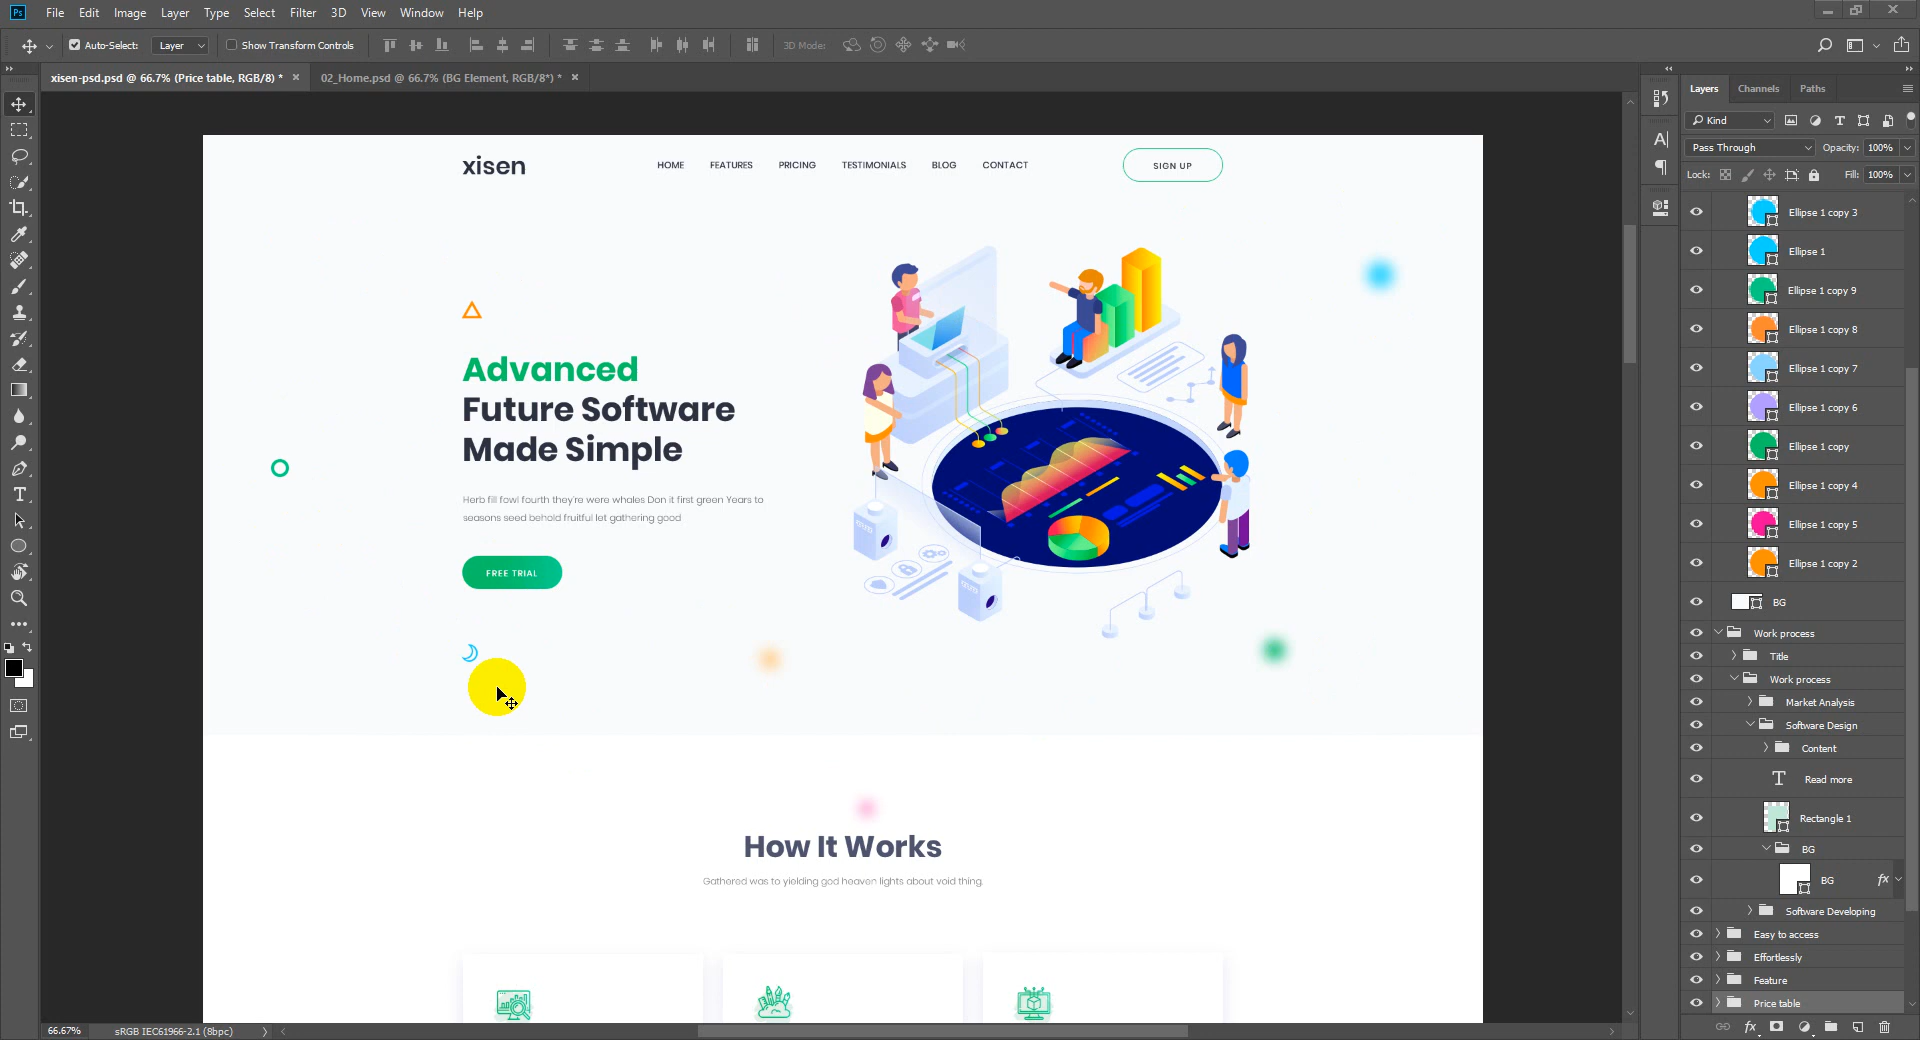 Ps File Edit Image Layer Type Select Filter 3D View Window Help
Auto-Select: Layer Show Transform Controls 3D Mode:
xisen-psd.psd @ 66.7% (Price table, RGB/8) * 02_Home.psd @ 66.7% (BG Element, RGB/8*) *
xisen HOME FEATURES PRICING TESTIMONIALS BLOG CONTACT SIGN UP
Advanced
Future Software
Made Simple
Herb fill fowl fourth they're were whales Don it first green Years to
seasons seed behold fruitful let gathering good
FREE TRIAL
How It Works
Gathered was to yielding god heaven lights about void thing.
66.67% sRGB IEC61966-2.1 (8bpc)
Layers Channels Paths
Kind
Pass Through Opacity: 100%
Lock: Fill: 100%
Ellipse 1 copy 3
Ellipse 1
Ellipse 1 copy 9
Ellipse 1 copy 8
Ellipse 1 copy 7
Ellipse 1 copy 6
Ellipse 1 copy
Ellipse 1 copy 4
Ellipse 1 copy 5
Ellipse 1 copy 2
BG
Work process
Title
Work process
Market Analysis
Software Design
Content
Read more
Rectangle 1
BG
BG fx
Software Developing
Easy to access
Effortlessly
Feature
Price table
fx